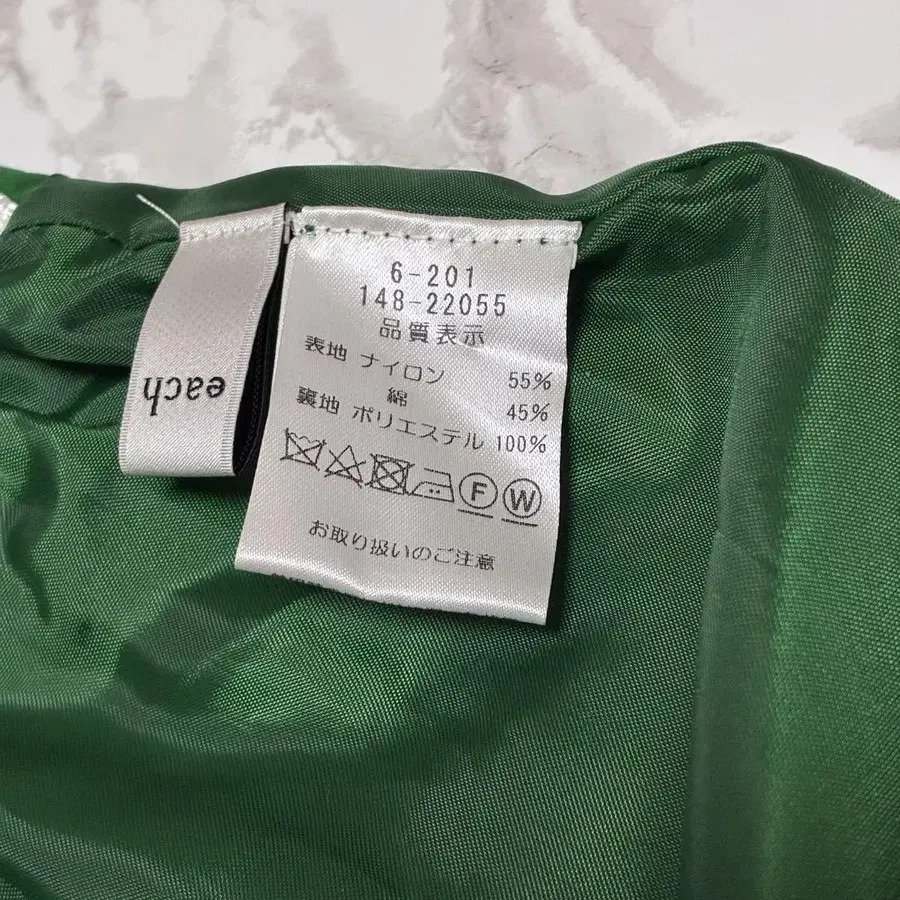 6-201
148-22055
品質表示
表地 ナイロン 55%
綿 45%
裏地 ポリエステル 100%
F W
お取り扱いのご注意
each